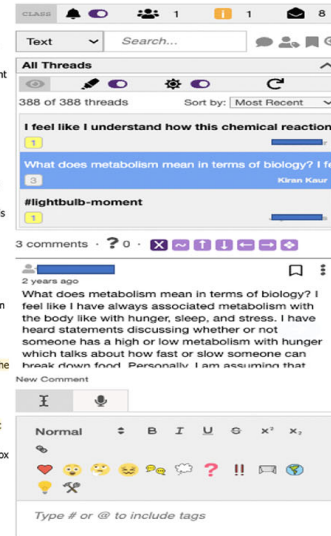 CLASS 1 1 8
Text Search...
All Threads
388 of 388 threads Sort by: Most Recent
I feel like I understand how this chemical reaction
1
What does metabolism mean in terms of biology? I fe
3 Kiran Kaur
#lightbulb-moment
1
3 comments · ? 0 ·
2 years ago
What does metabolism mean in terms of biology? I
feel like I have always associated metabolism with
the body like with hunger, sleep, and stress. I have
heard statements discussing whether or not
someone has a high or low metabolism with hunger
which talks about how fast or slow someone can
break down food. Personally, I am assuming that
New Comment
Normal B I U S x² x₂
Type # or @ to include tags